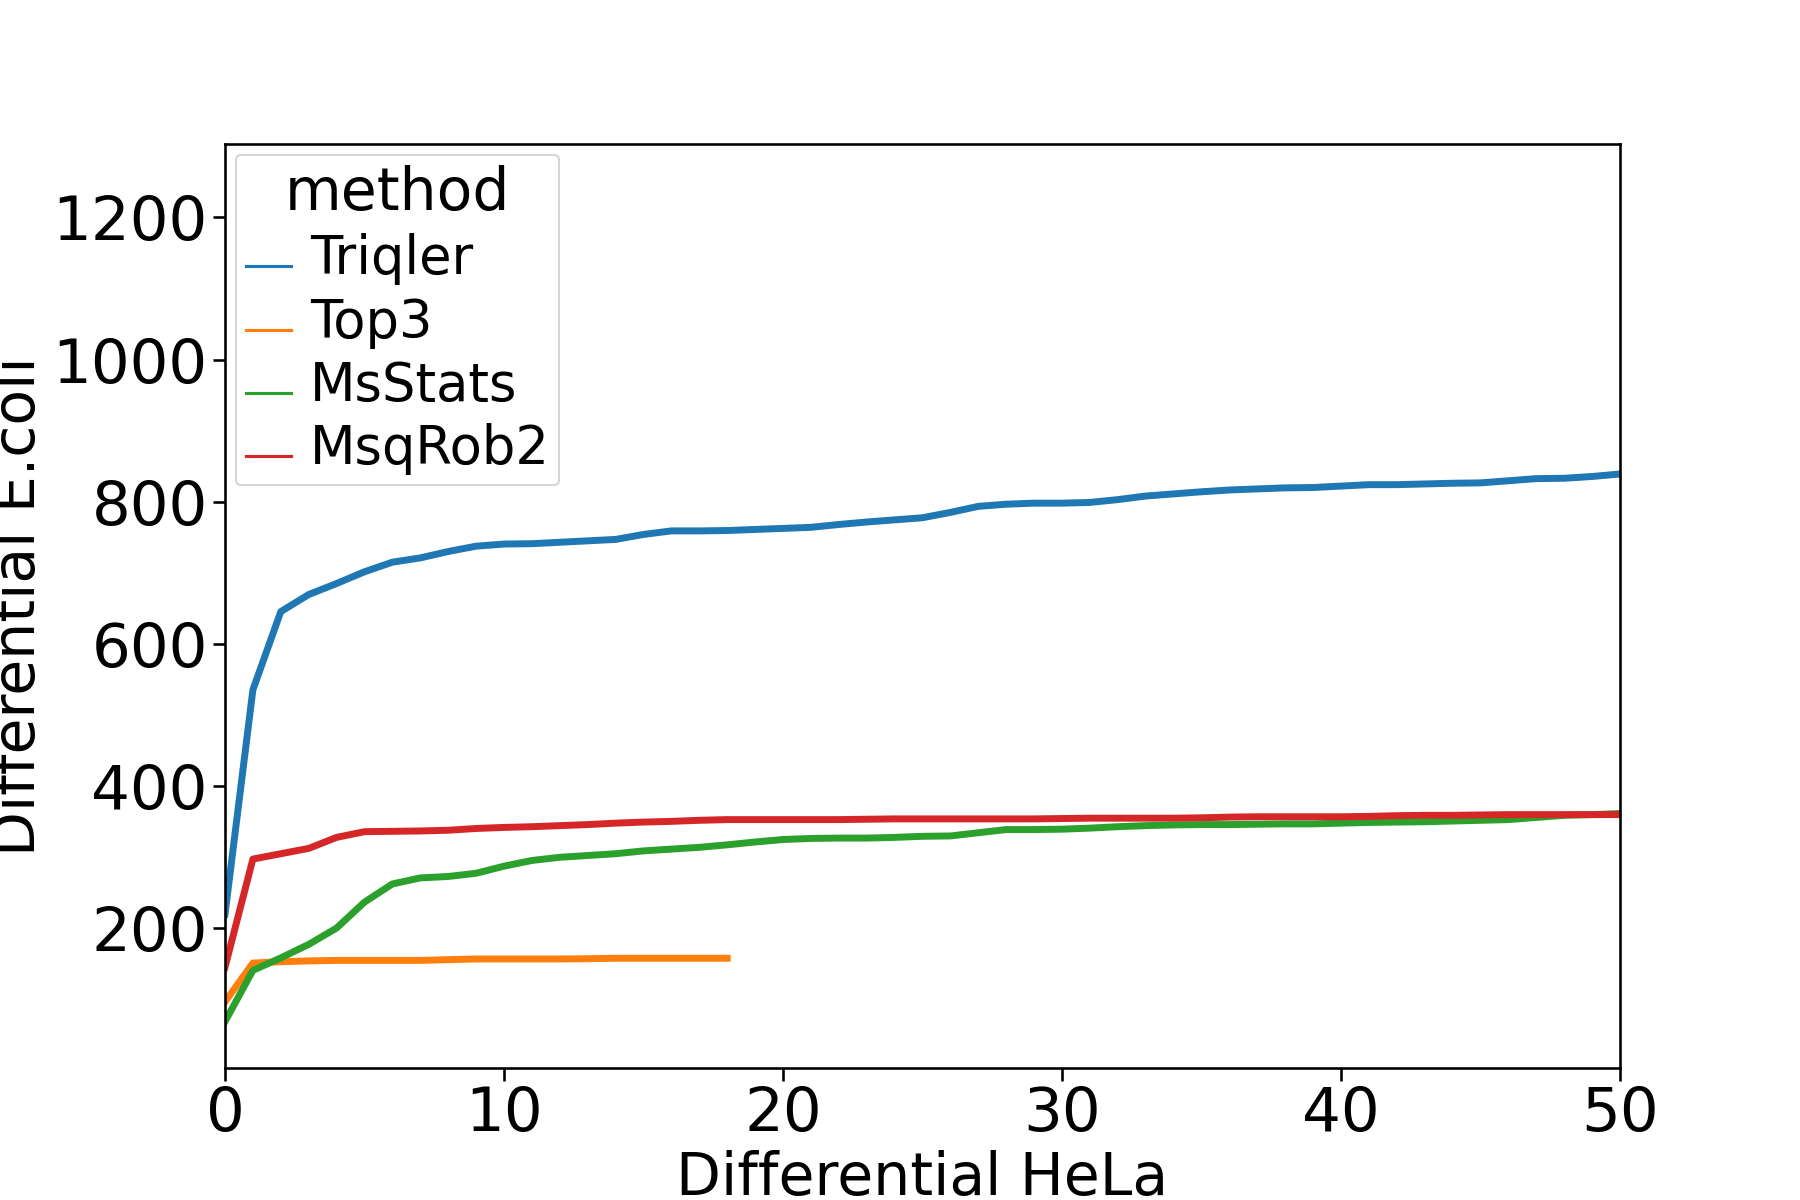 method
Triqler
Top3
MsStats
MsqRob2
1200
1000
800
600
400
200
Differential E.coli
0 10 20 30 40 50
Differential HeLa